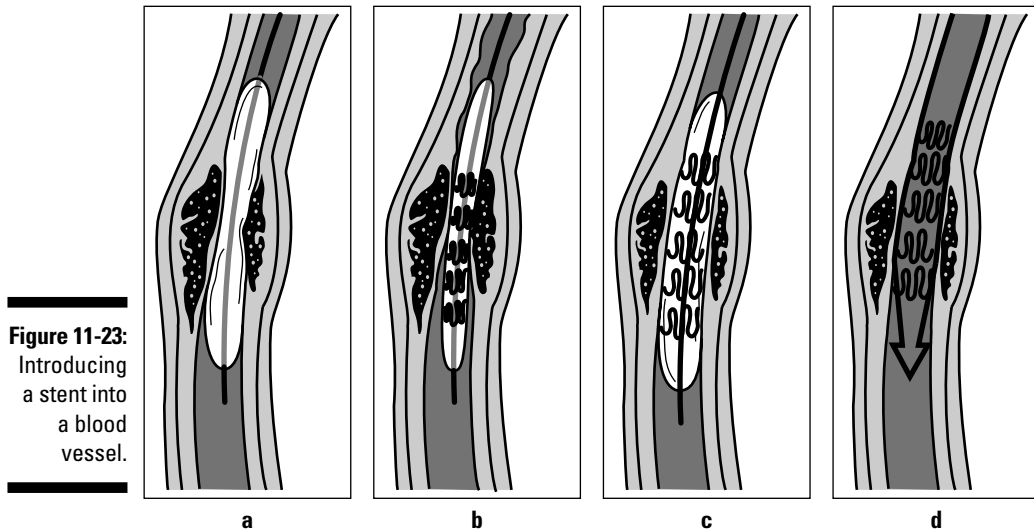 Figure 11-23:
Introducing
a stent into
a blood
vessel.
a
b
c
d